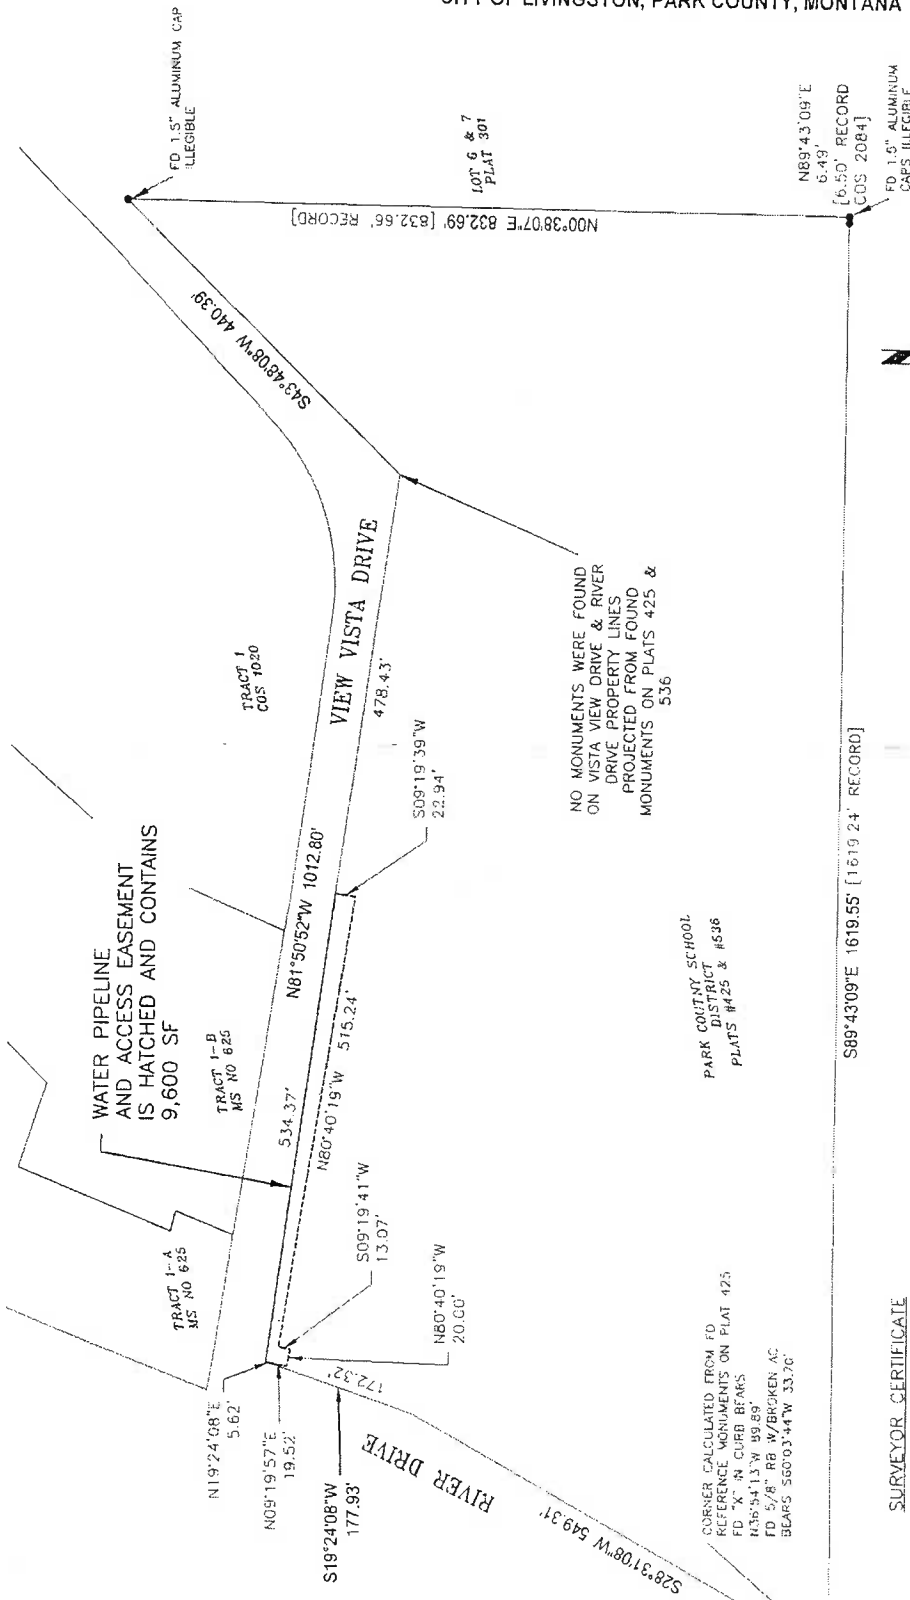 CITY OF LIVINGSTON, PARK COUNTY, MONTANA
FD 1.5" ALUMINUM CAP
ILLEGIBLE
LOT 6 & 7
PLAT 301
N00°38'07"E 832.69' [832.66' RECORD]
N89°43'09"E
6.49'
[6.50' RECORD
COS 2084]
FD 1.5" ALUMINUM
CAPS ILLEGIBLE
S43°48'08"W 440.39'
TRACT 1
COS 1020
VIEW VISTA DRIVE
478.43'
NO MONUMENTS WERE FOUND
ON VISTA VIEW DRIVE & RIVER
DRIVE PROPERTY LINES
PROJECTED FROM FOUND
MONUMENTS ON PLATS 425 &
536
S09°19'39"W
22.94'
WATER PIPELINE
AND ACCESS EASEMENT
IS HATCHED AND CONTAINS
9,600 SF
N81°50'52"W 1012.80'
TRACT 1-B
MS NO 625
534.37'
N80°40'19"W 515.24'
PARK COUTNY SCHOOL
DISTRICT
PLATS #425 & #536
S89°43'09"E 1619.55' [1619.24' RECORD]
TRACT 1-A
MS NO 625
S09°19'41"W
13.07'
N80°40'19"W
20.00'
N19°24'08"E
5.62'
N09°19'57"E
19.52'
172.32'
S19°24'08"W
177.93'
RIVER DRIVE
S28°31'08"W 549.31'
CORNER CALCULATED FROM FD
REFERENCE MONUMENTS ON PLAT 425
FD "X" IN CURB BEARS
N36°54'13"W 89.89'
FD 5/8" RB W/BROKEN AC
BEARS S60°03'44"W 33.70'
SURVEYOR CERTIFICATE
N